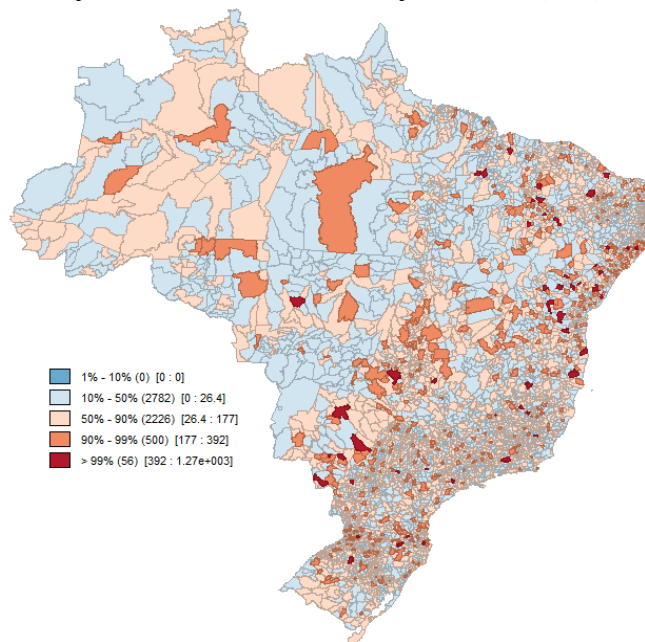 1% - 10% (0) [0 : 0]
10% - 50% (2782) [0 : 26.4]
50% - 90% (2226) [26.4 : 177]
90% - 99% (500) [177 : 392]
> 99% (56) [392 : 1.27e+003]